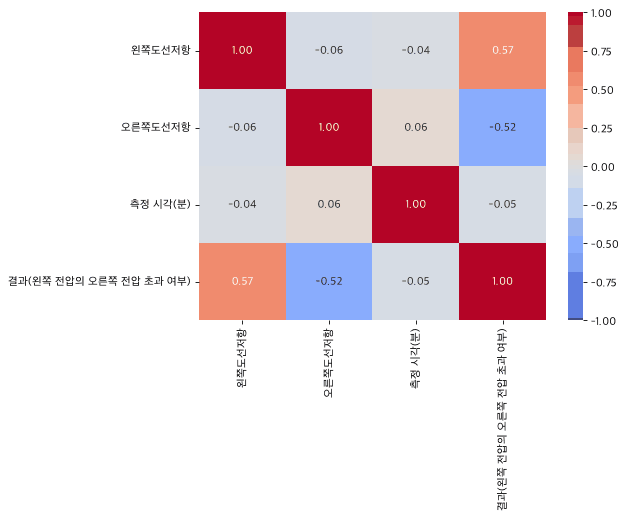 왼쪽도선저항 1.00 -0.06 -0.04 0.57
오른쪽도선저항 -0.06 1.00 0.06 -0.52
측정 시각(분) -0.04 0.06 1.00 -0.05
결과(왼쪽 전압의 오른쪽 전압 초과 여부) 0.57 -0.52 -0.05 1.00
왼쪽도선저항
오른쪽도선저항
측정 시각(분)
결과(왼쪽 전압의 오른쪽 전압 초과 여부)
1.00
0.75
0.50
0.25
0.00
-0.25
-0.50
-0.75
-1.00